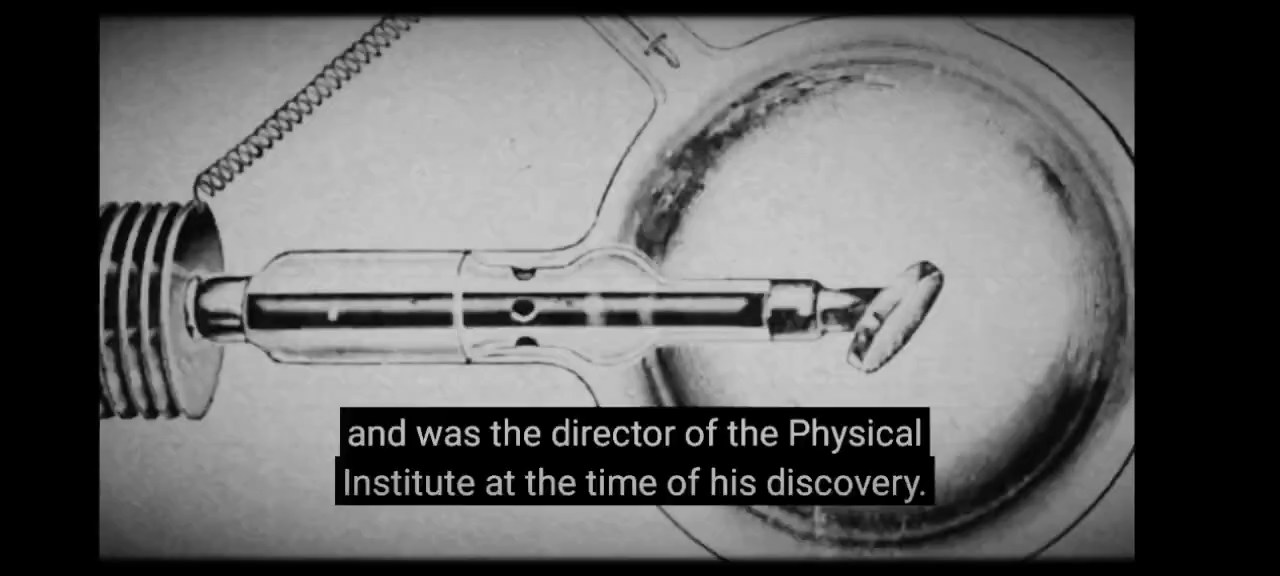 and was the director of the Physical
Institute at the time of his discovery.